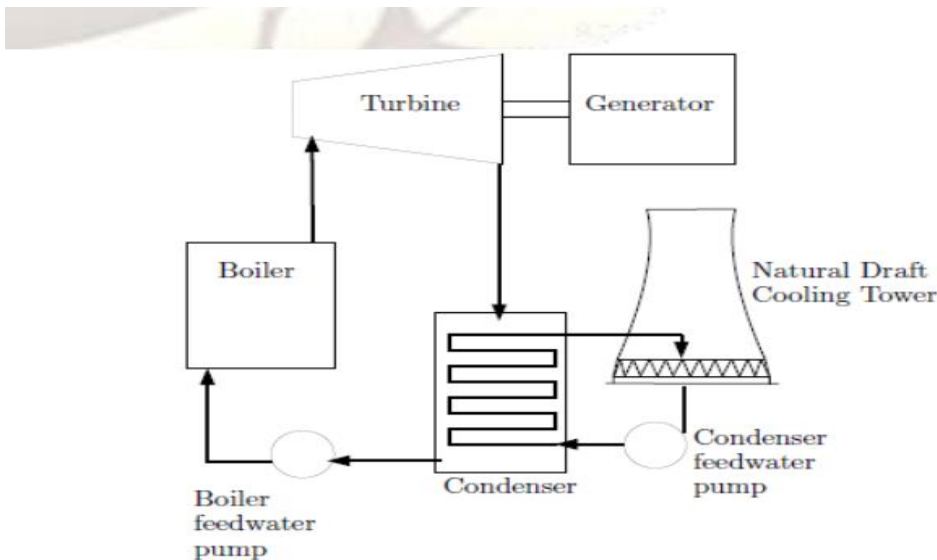 Turbine
Generator
Boiler
Natural Draft
Cooling Tower
Condenser
feedwater
pump
Condenser
Boiler
feedwater
pump